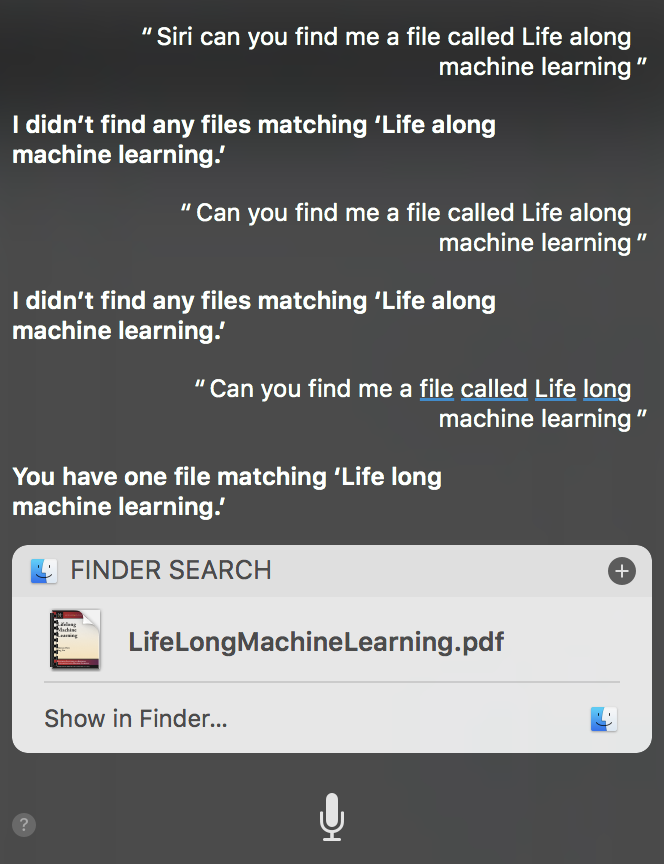 “ Siri can you find me a file called Life along
machine learning ”
I didn’t find any files matching ‘Life along
machine learning.’
“ Can you find me a file called Life along
machine learning ”
I didn’t find any files matching ‘Life along
machine learning.’
“ Can you find me a file called Life long
machine learning ”
You have one file matching ‘Life long
machine learning.’
FINDER SEARCH
Lifelong
Machine
Learning
LifeLongMachineLearning.pdf
Show in Finder...
?